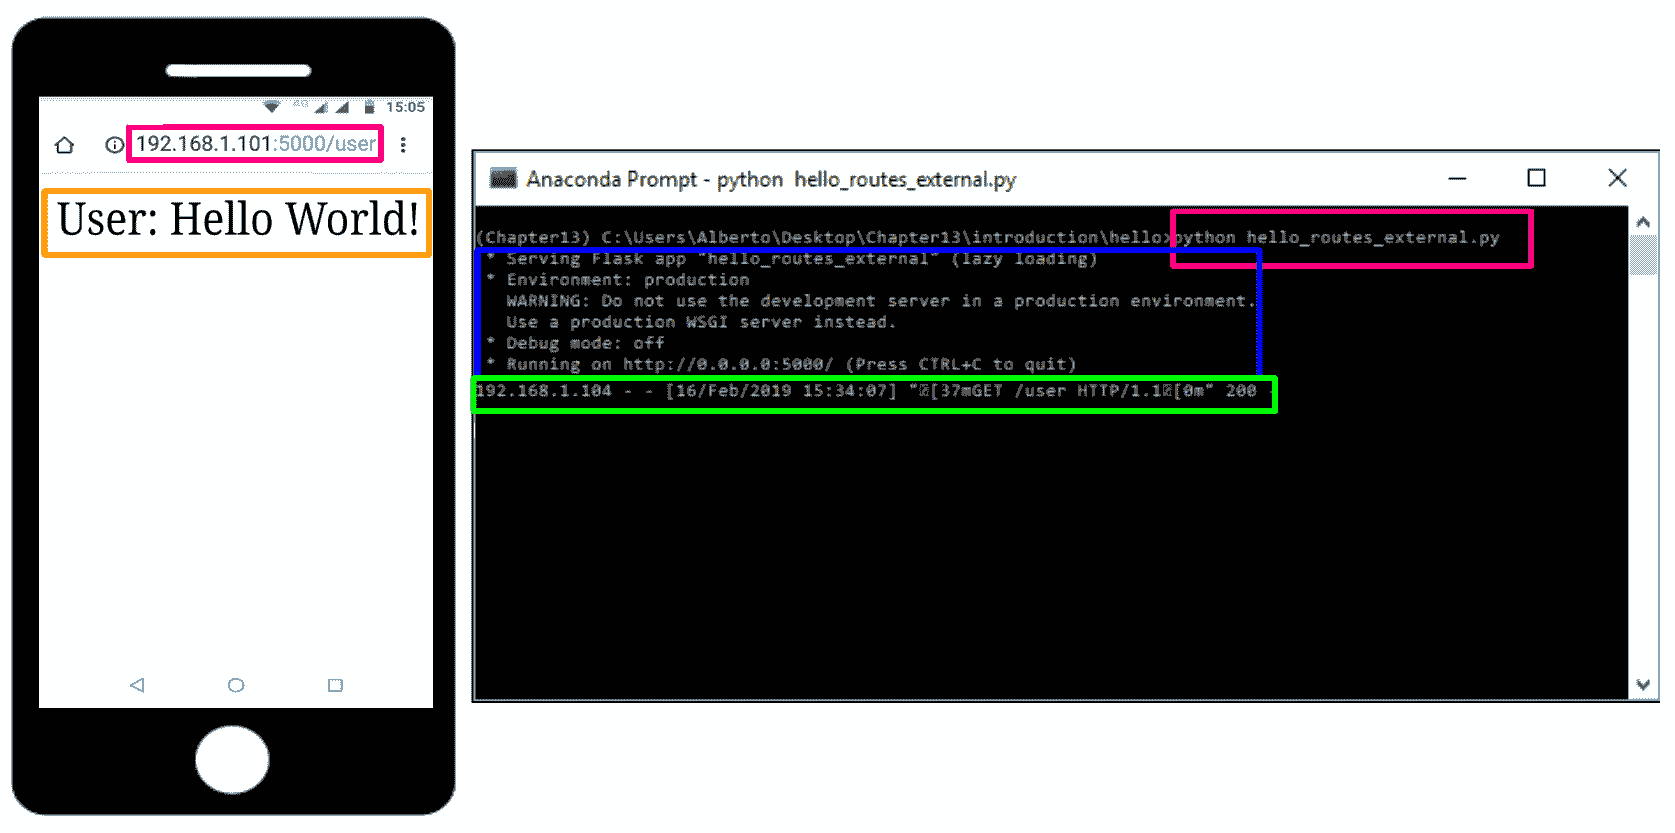 4G 15:05
192.168.1.101:5000/user
User: Hello World!
Anaconda Prompt - python hello_routes_external.py
(Chapter13) C:\Users\Alberto\Desktop\Chapter13\introduction\hello>python hello_routes_external.py
* Serving Flask app "hello_routes_external" (lazy loading)
* Environment: production
WARNING: Do not use the development server in a production environment.
Use a production WSGI server instead.
* Debug mode: off
* Running on http://0.0.0.0:5000/ (Press CTRL+C to quit)
192.168.1.104 - - [16/Feb/2019 15:34:07] "�[37mGET /user HTTP/1.1�[0m" 200 -